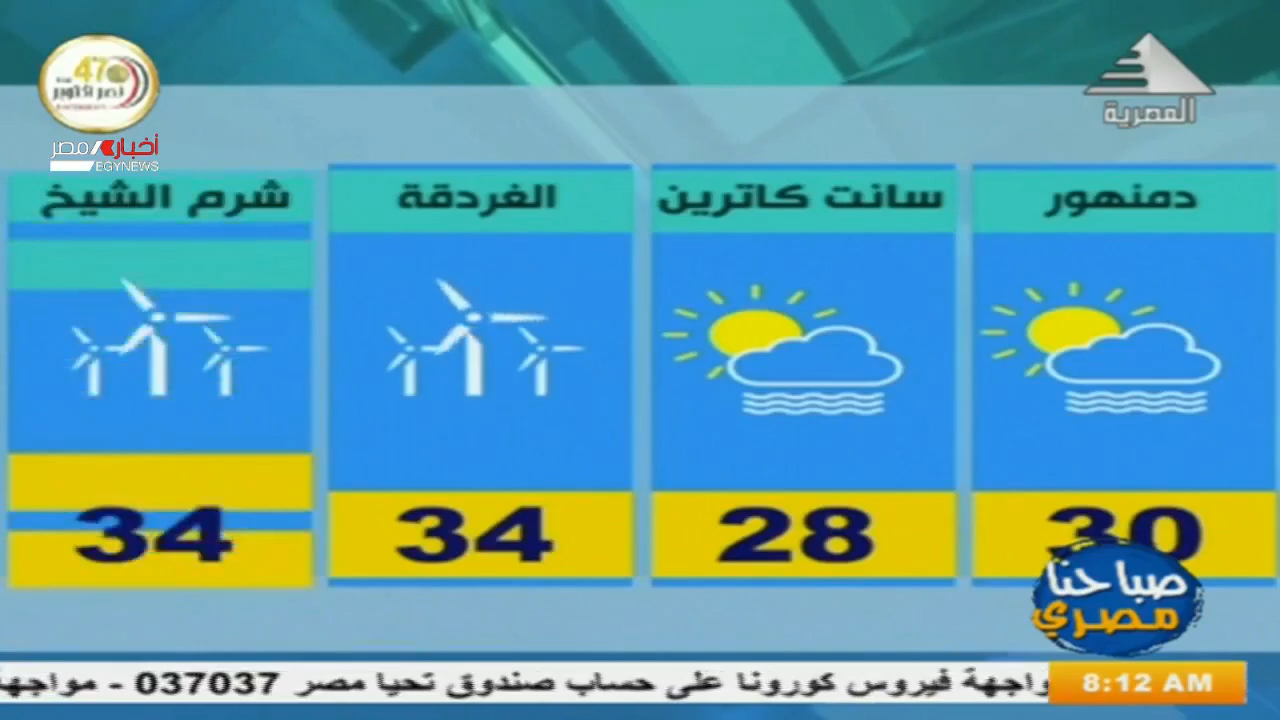 47
نصر أكتوبر
المصرية
أخبار مصر
EGYNEWS
دمنهور
سانت كاترين
الغردقة
شرم الشيخ
30
28
34
34
صباحنا
مصري
8:12 AM
واجهة فيروس كورونا على حساب صندوق تحيا مصر 037037 - مواجهة